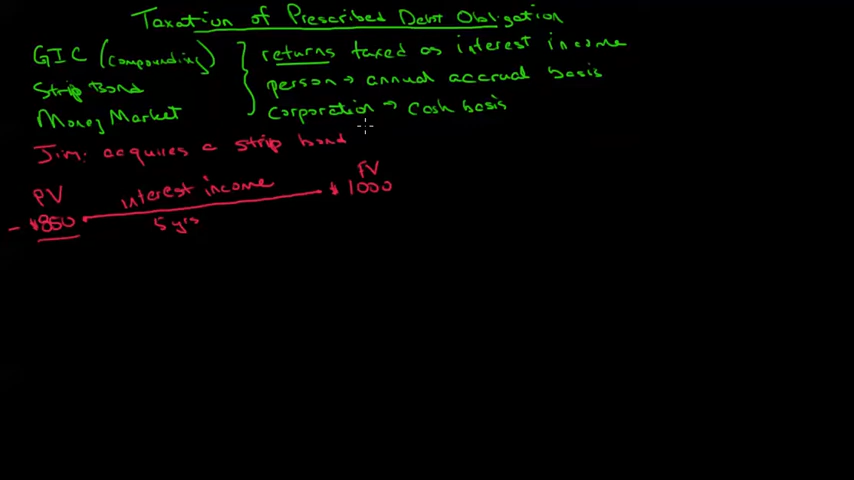 Taxation of Prescribed Debt Obligation
GIC (compounding)
Strip Bond
Money Market
returns taxed as interest income
person → annual accrual basis
corporation → cash basis
Jim: acquires a strip bond
PV interest income FV
- $850 $1000
5 yrs